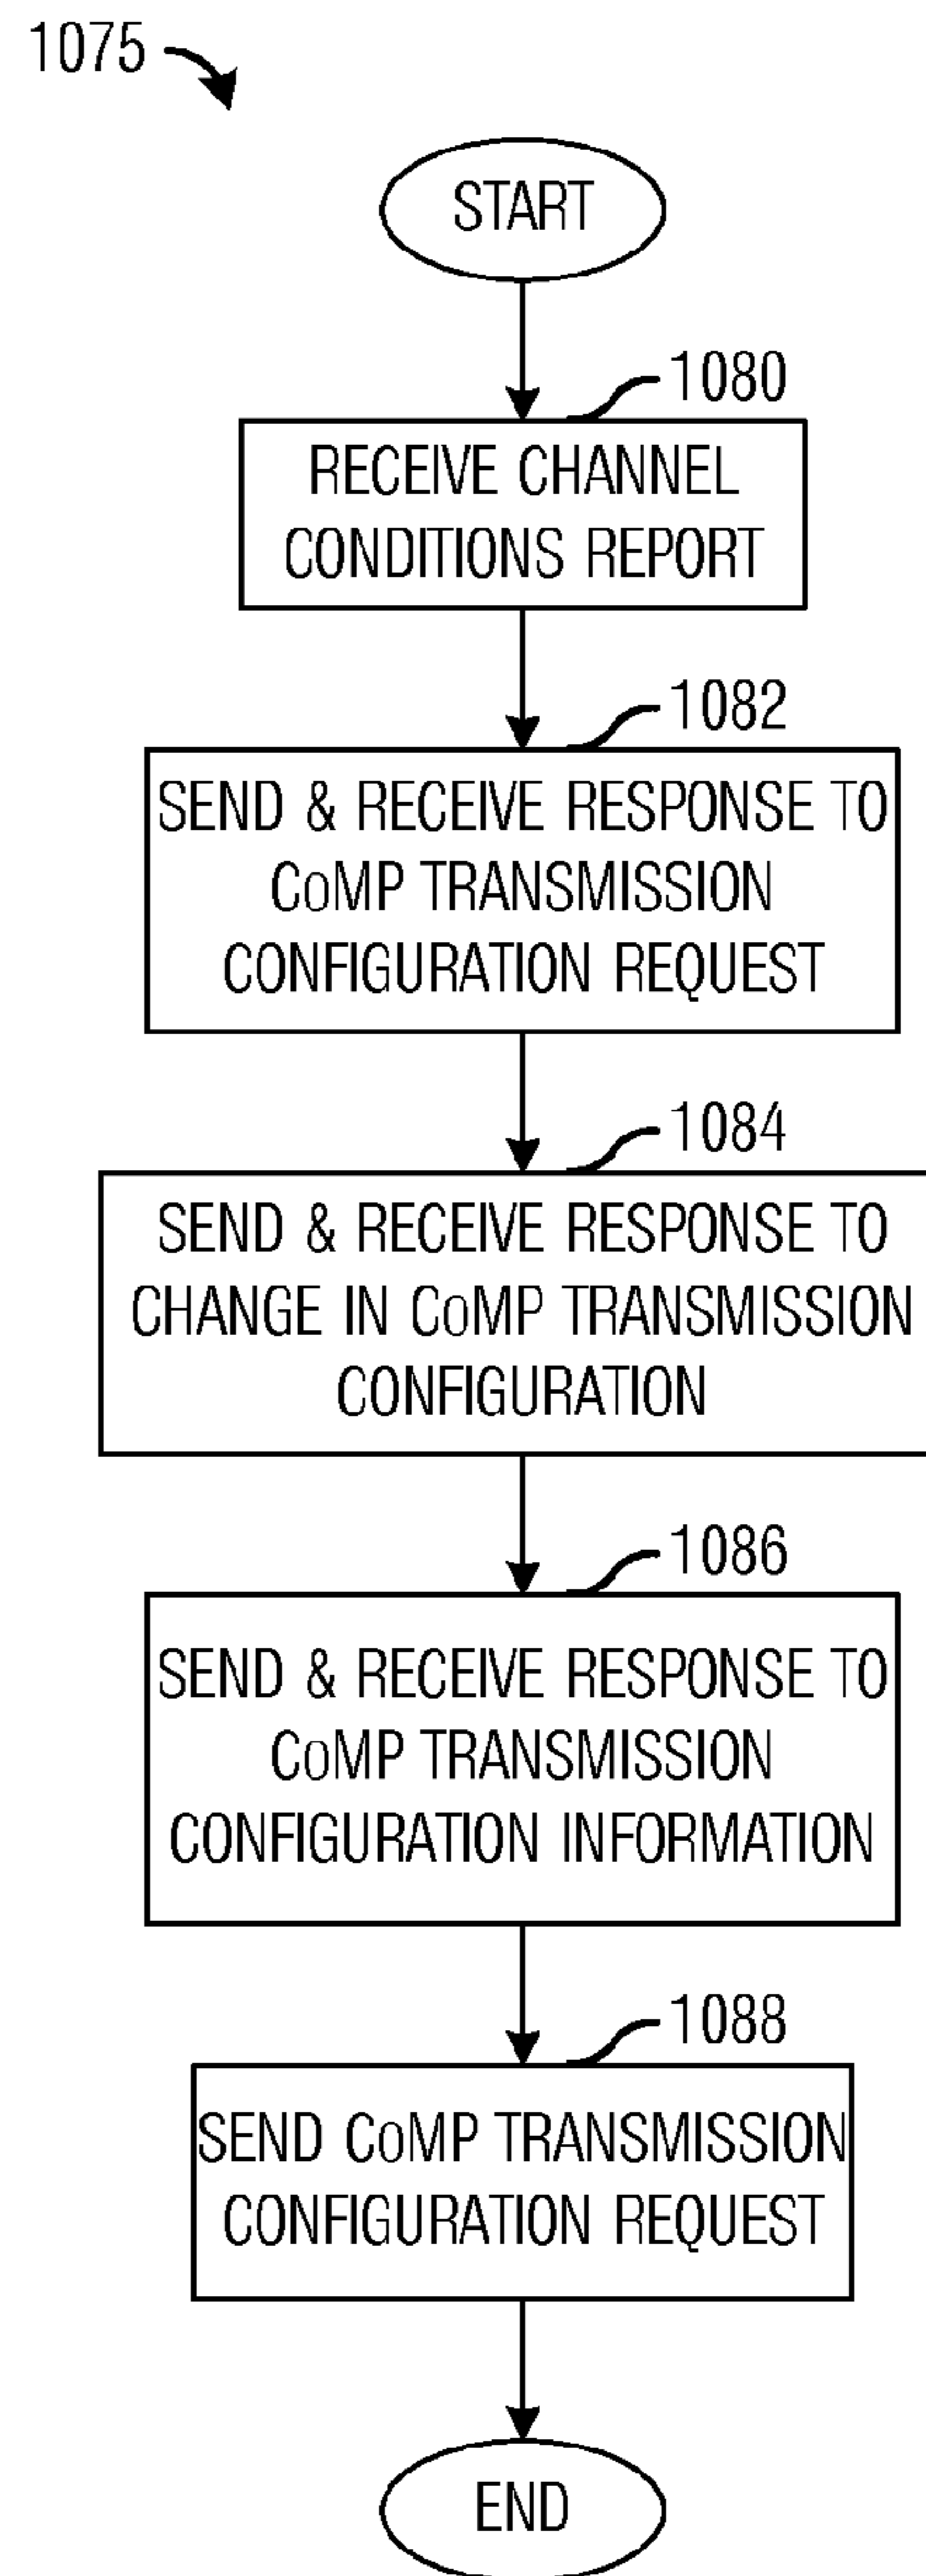 1075
START
1080
RECEIVE CHANNEL
CONDITIONS REPORT
1082
SEND & RECEIVE RESPONSE TO
CoMP TRANSMISSION
CONFIGURATION REQUEST
1084
SEND & RECEIVE RESPONSE TO
CHANGE IN CoMP TRANSMISSION
CONFIGURATION
1086
SEND & RECEIVE RESPONSE TO
CoMP TRANSMISSION
CONFIGURATION INFORMATION
1088
SEND CoMP TRANSMISSION
CONFIGURATION REQUEST
END